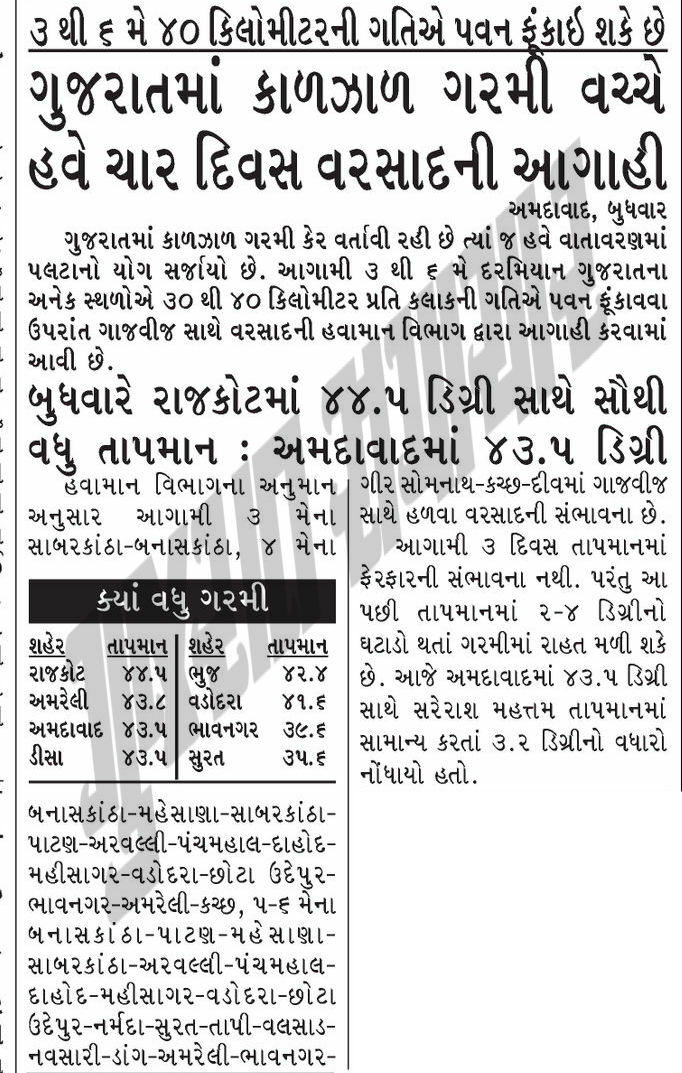 ૩ થી ૬ મે ૪૦ કિલોમીટરની ગતિએ પવન ફૂંકાઇ શકે છે
ગુજરાતમાં કાળઝાળ ગરમી વચ્ચે
હવે ચાર દિવસ વરસાદની આગાહી
અમદાવાદ, બુધવાર
ગુજરાતમાં કાળઝાળ ગરમી કેર વર્તાવી રહી છે ત્યાં જ હવે વાતાવરણમાં
પલટાનો યોગ સર્જાયો છે. આગામી ૩ થી ૬ મે દરમિયાન ગુજરાતના
અનેક સ્થળોએ ૩૦ થી ૪૦ કિલોમીટર પ્રતિ કલાકની ગતિએ પવન ફૂંકાવવા
ઉપરાંત ગાજવીજ સાથે વરસાદની હવામાન વિભાગ દ્વારા આગાહી કરવામાં
આવી છે.
બુધવારે રાજકોટમાં ૪૪.૫ ડિગ્રી સાથે સૌથી
વધુ તાપમાન : અમદાવાદમાં ૪૩.૫ ડિગ્રી
હવામાન વિભાગના અનુમાન
અનુસાર આગામી ૩ મેના
સાબરકાંઠા-બનાસકાંઠા, ૪ મેના
ક્યાં વધુ ગરમી
શહેર તાપમાન શહેર તાપમાન
રાજકોટ ૪૪.૫ ભુજ ૪૨.૪
અમરેલી ૪૩.૮ વડોદરા ૪૧.૬
અમદાવાદ ૪૩.૫ ભાવનગર ૩૯.૬
ડીસા ૪૩.૫ સુરત ૩૫.૬
બનાસકાંઠા-મહેસાણા-સાબરકાંઠા-
પાટણ-અરવલ્લી-પંચમહાલ-દાહોદ-
મહીસાગર-વડોદરા-છોટા ઉદેપુર-
ભાવનગર-અમરેલી-કચ્છ, ૫-૬ મેના
બનાસકાંઠા-પાટણ-મહેસાણા-
સાબરકાંઠા-અરવલ્લી-પંચમહાલ-
દાહોદ-મહીસાગર-વડોદરા-છોટા
ઉદેપુર-નર્મદા-સુરત-તાપી-વલસાડ-
નવસારી-ડાંગ-અમરેલી-ભાવનગર-
ગીર સોમનાથ-કચ્છ-દીવમાં ગાજવીજ
સાથે હળવા વરસાદની સંભાવના છે.
આગામી ૩ દિવસ તાપમાનમાં
ફેરફારની સંભાવના નથી. પરંતુ આ
પછી તાપમાનમાં ૨-૪ ડિગ્રીનો
ઘટાડો થતાં ગરમીમાં રાહત મળી શકે
છે. આજે અમદાવાદમાં ૪૩.૫ ડિગ્રી
સાથે સરેરાશ મહત્તમ તાપમાનમાં
સામાન્ય કરતાં ૩.૨ ડિગ્રીનો વધારો
નોંધાયો હતો.